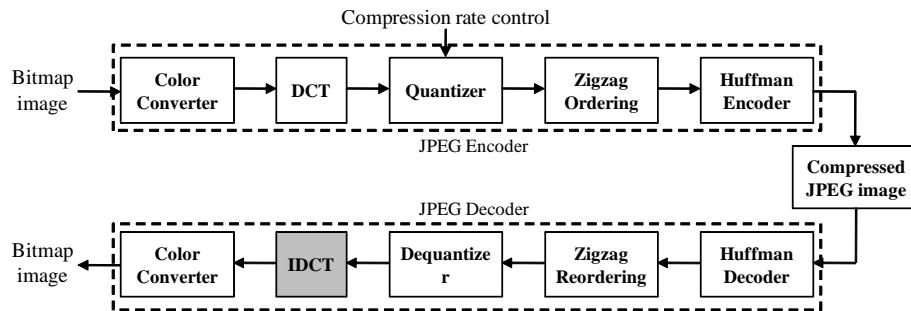 Compression rate control
Bitmap
image
Color
Converter
DCT
Quantizer
Zigzag
Ordering
Huffman
Encoder
JPEG Encoder
Compressed
JPEG image
JPEG Decoder
Bitmap
image
Color
Converter
IDCT
Dequantize
r
Zigzag
Reordering
Huffman
Decoder